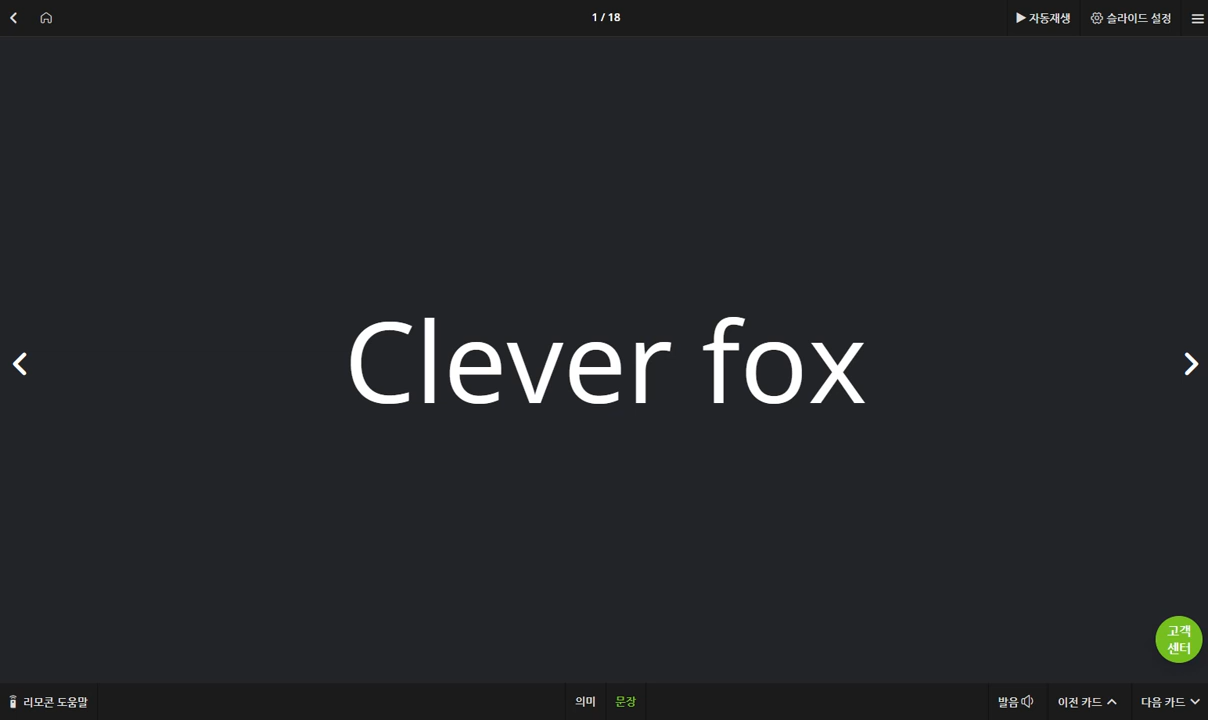 1 / 18
자동재생
슬라이드 설정
Clever fox
고객
센터
리모콘 도움말
의미
문장
발음
이전 카드
다음 카드